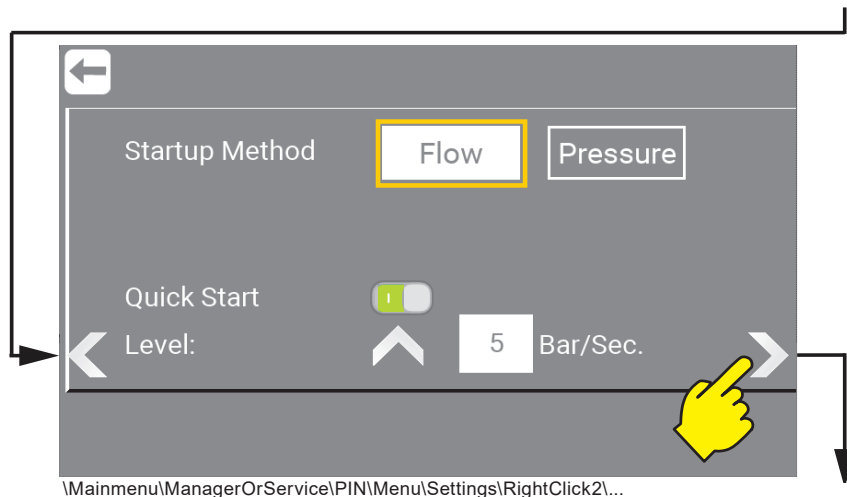 Startup Method Flow Pressure
Quick Start I
Level: 5 Bar/Sec.
\Mainmenu\ManagerOrService\PIN\Menu\Settings\RightClick2\...